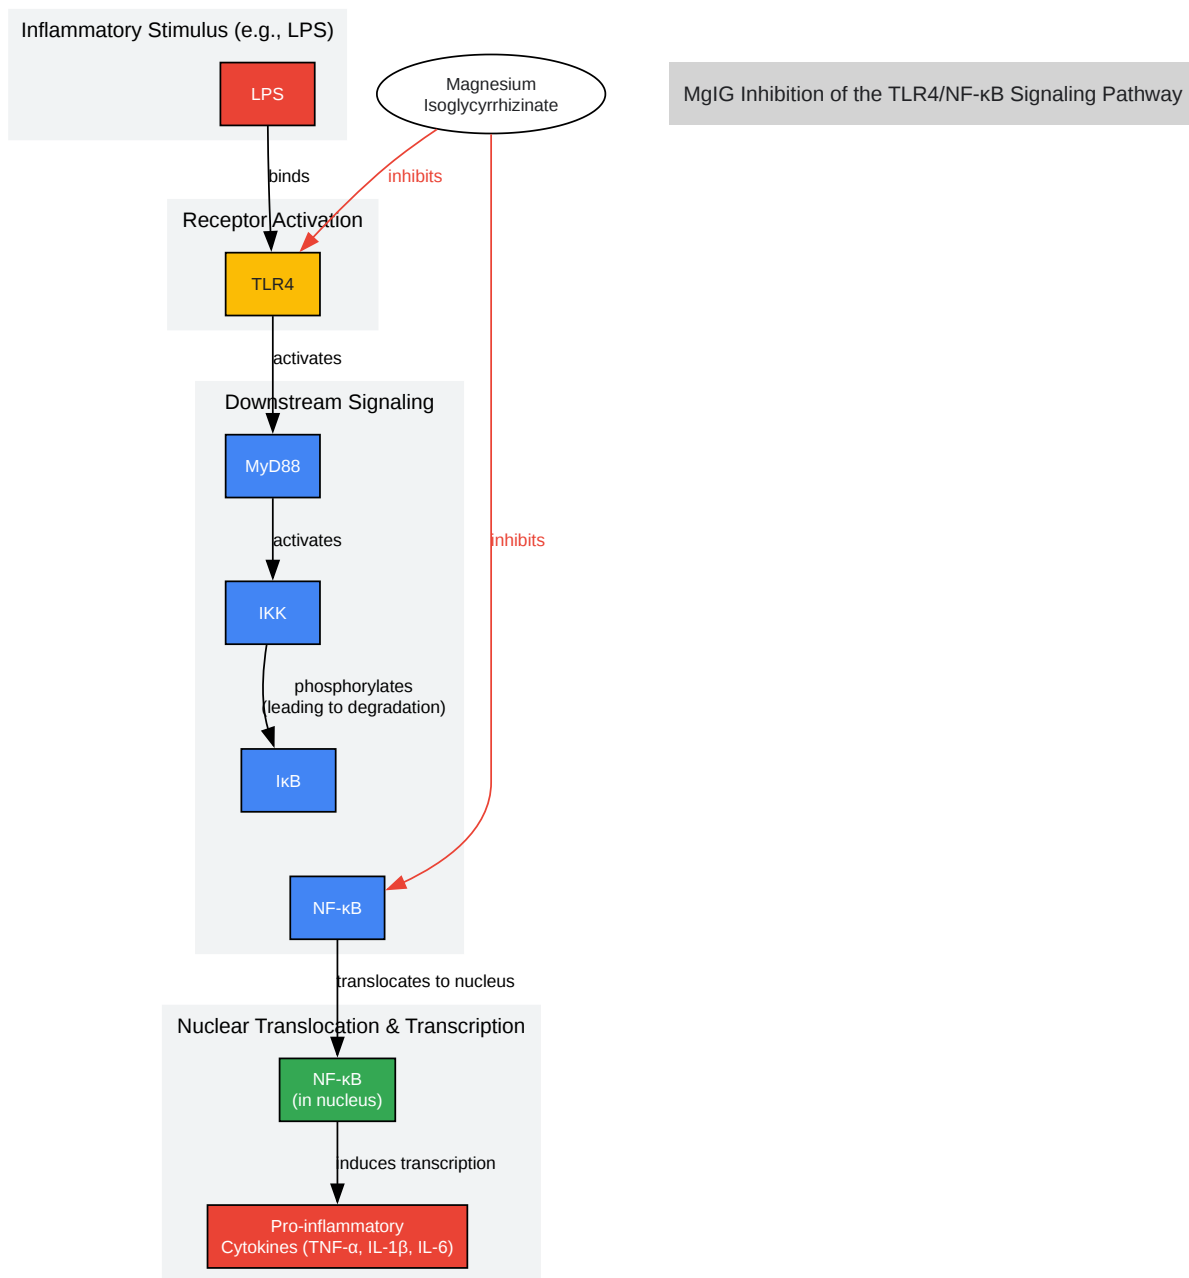 Inflammatory Stimulus (e.g., LPS)
LPS
Magnesium
Isoglycyrrhizinate
MgIG Inhibition of the TLR4/NF-κB Signaling Pathway
binds
inhibits
Receptor Activation
TLR4
activates
Downstream Signaling
MyD88
activates
inhibits
IKK
phosphorylates
(leading to degradation)
IκB
NF-κB
translocates to nucleus
Nuclear Translocation & Transcription
NF-κB
(in nucleus)
induces transcription
Pro-inflammatory
Cytokines (TNF-α, IL-1β, IL-6)